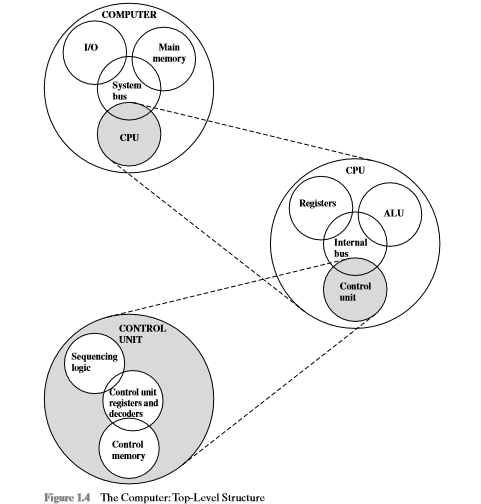 COMPUTER
I/O
Main
memory
System
bus
CPU
CPU
Registers
ALU
Internal
bus
Control
unit
CONTROL
UNIT
Sequencing
logic
Control unit
registers and
decoders
Control
memory
Figure 1.4 The Computer: Top-Level Structure